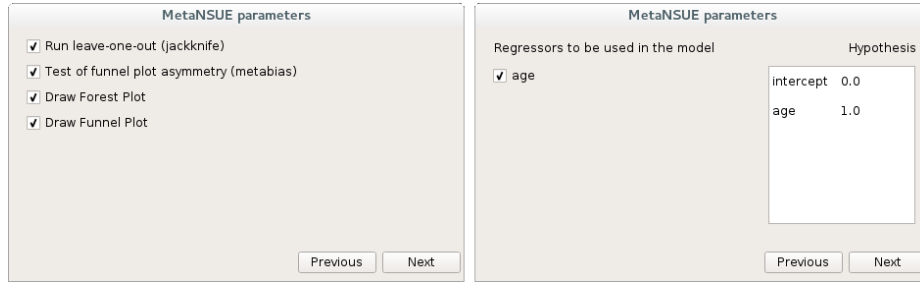 MetaNSUE parameters
Run leave-one-out (jackknife)
Test of funnel plot asymmetry (metabias)
Draw Forest Plot
Draw Funnel Plot
Previous Next
MetaNSUE parameters
Regressors to be used in the model Hypothesis
age
intercept 0.0
age 1.0
Previous Next